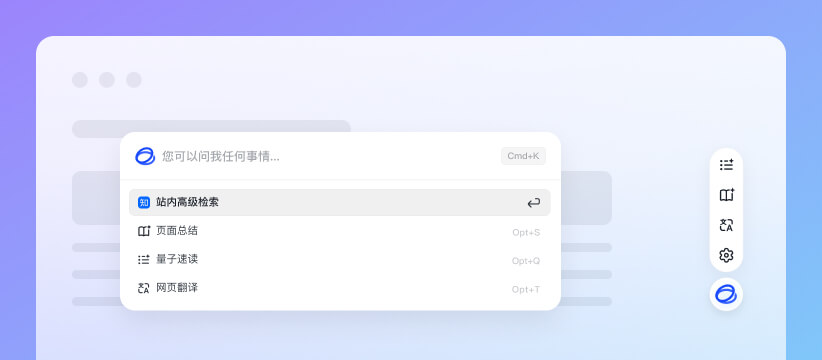 您可以问我任何事情...
Cmd+K
知
站内高级检索
页面总结
Opt+S
量子速读
Opt+Q
网页翻译
Opt+T